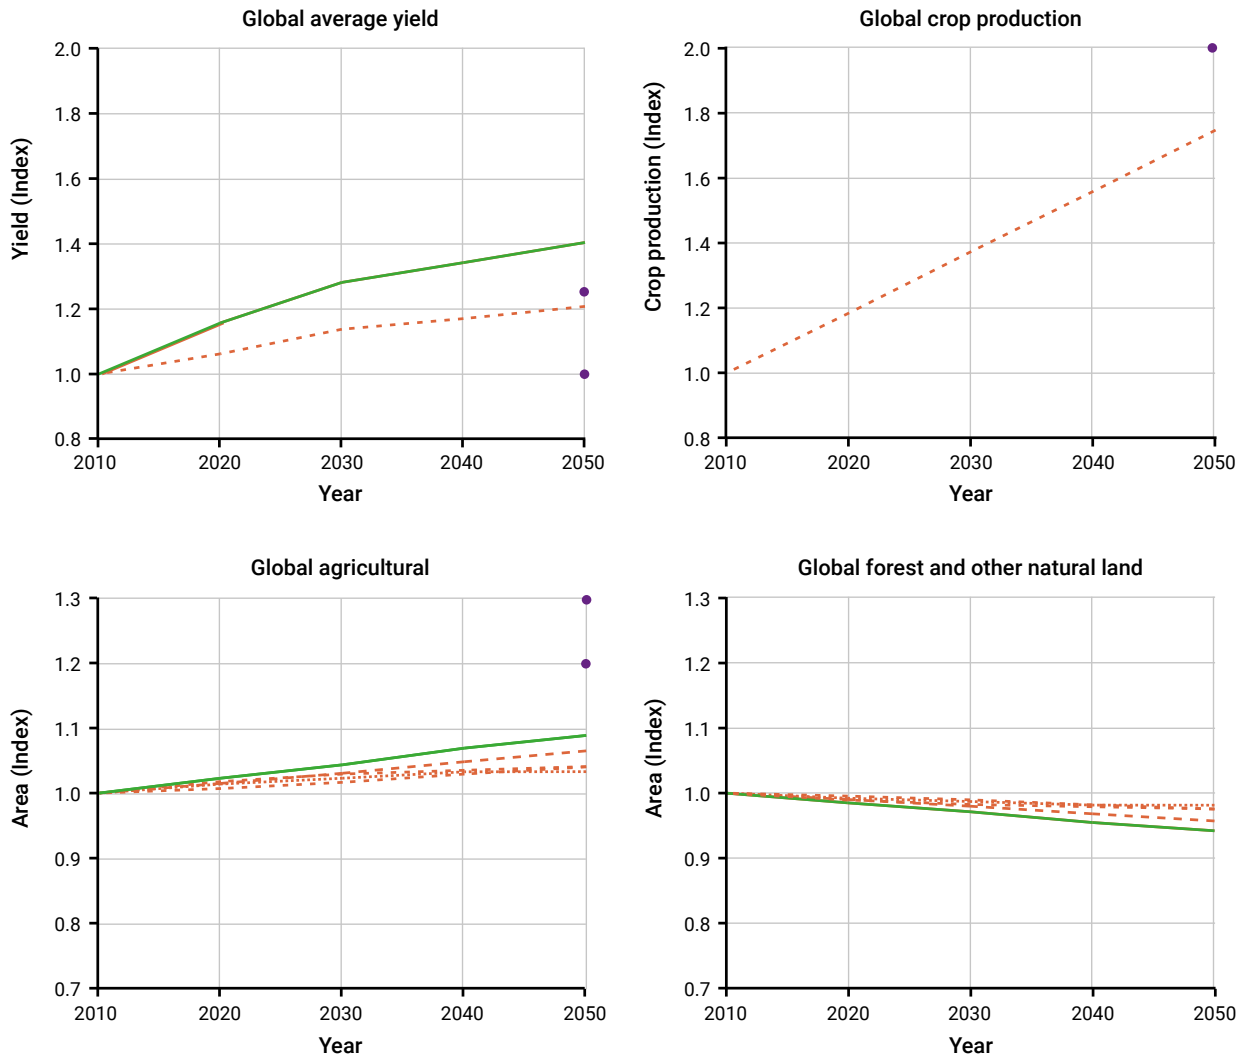 Global average yield
Yield (Index)
2.0
1.8
1.6
1.4
1.2
1.0
0.8
2010 2020 2030 2040 2050
Year
Global crop production
Crop production (Index)
2.0
1.8
1.6
1.4
1.2
1.0
0.8
2010 2020 2030 2040 2050
Year
Global agricultural
Area (Index)
1.3
1.2
1.1
1.0
0.9
0.8
0.7
2010 2020 2030 2040 2050
Year
Global forest and other natural land
Area (Index)
1.3
1.2
1.1
1.0
0.9
0.8
0.7
2010 2020 2030 2040 2050
Year